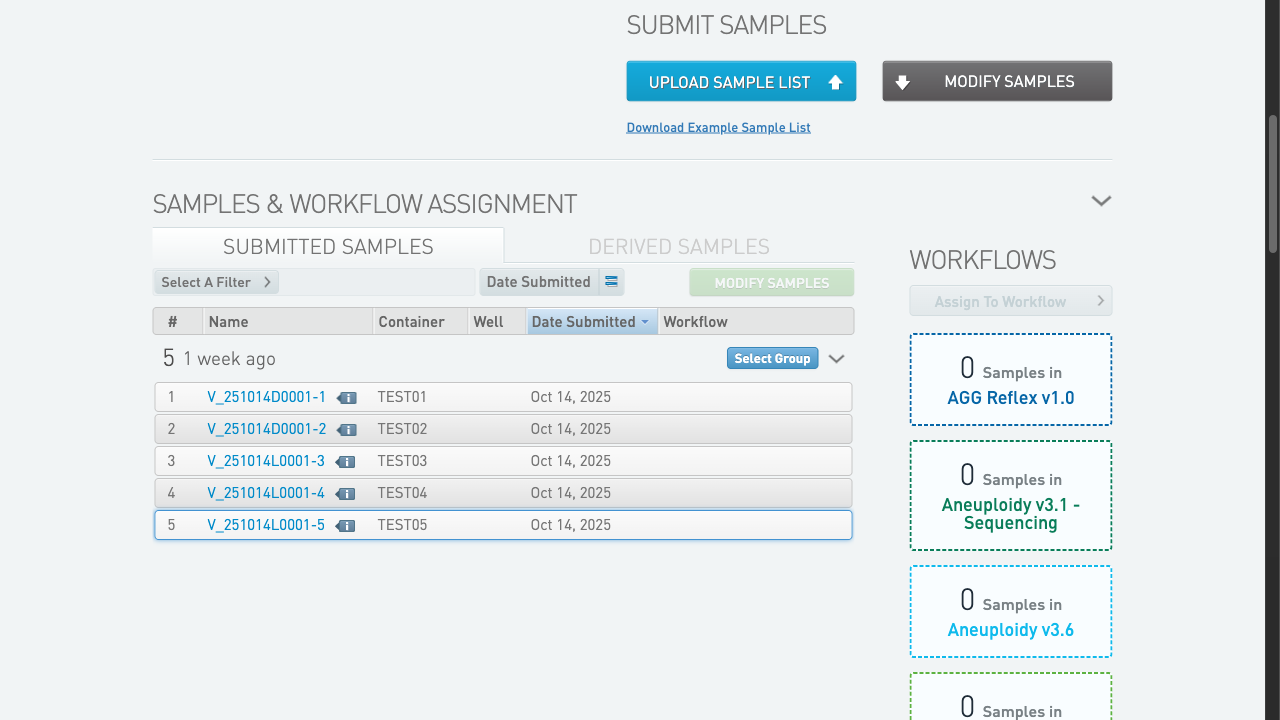 SUBMIT SAMPLES
UPLOAD SAMPLE LIST
MODIFY SAMPLES
Download Example Sample List
SAMPLES & WORKFLOW ASSIGNMENT
SUBMITTED SAMPLES
DERIVED SAMPLES
Select A Filter
Date Submitted
MODIFY SAMPLES
# Name Container Well Date Submitted Workflow
5 1 week ago
Select Group
1 V_251014D0001-1 TEST01 Oct 14, 2025
2 V_251014D0001-2 TEST02 Oct 14, 2025
3 V_251014L0001-3 TEST03 Oct 14, 2025
4 V_251014L0001-4 TEST04 Oct 14, 2025
5 V_251014L0001-5 TEST05 Oct 14, 2025
WORKFLOWS
Assign To Workflow
0 Samples in
AGG Reflex v1.0
0 Samples in
Aneuploidy v3.1 -
Sequencing
0 Samples in
Aneuploidy v3.6
0 Samples in